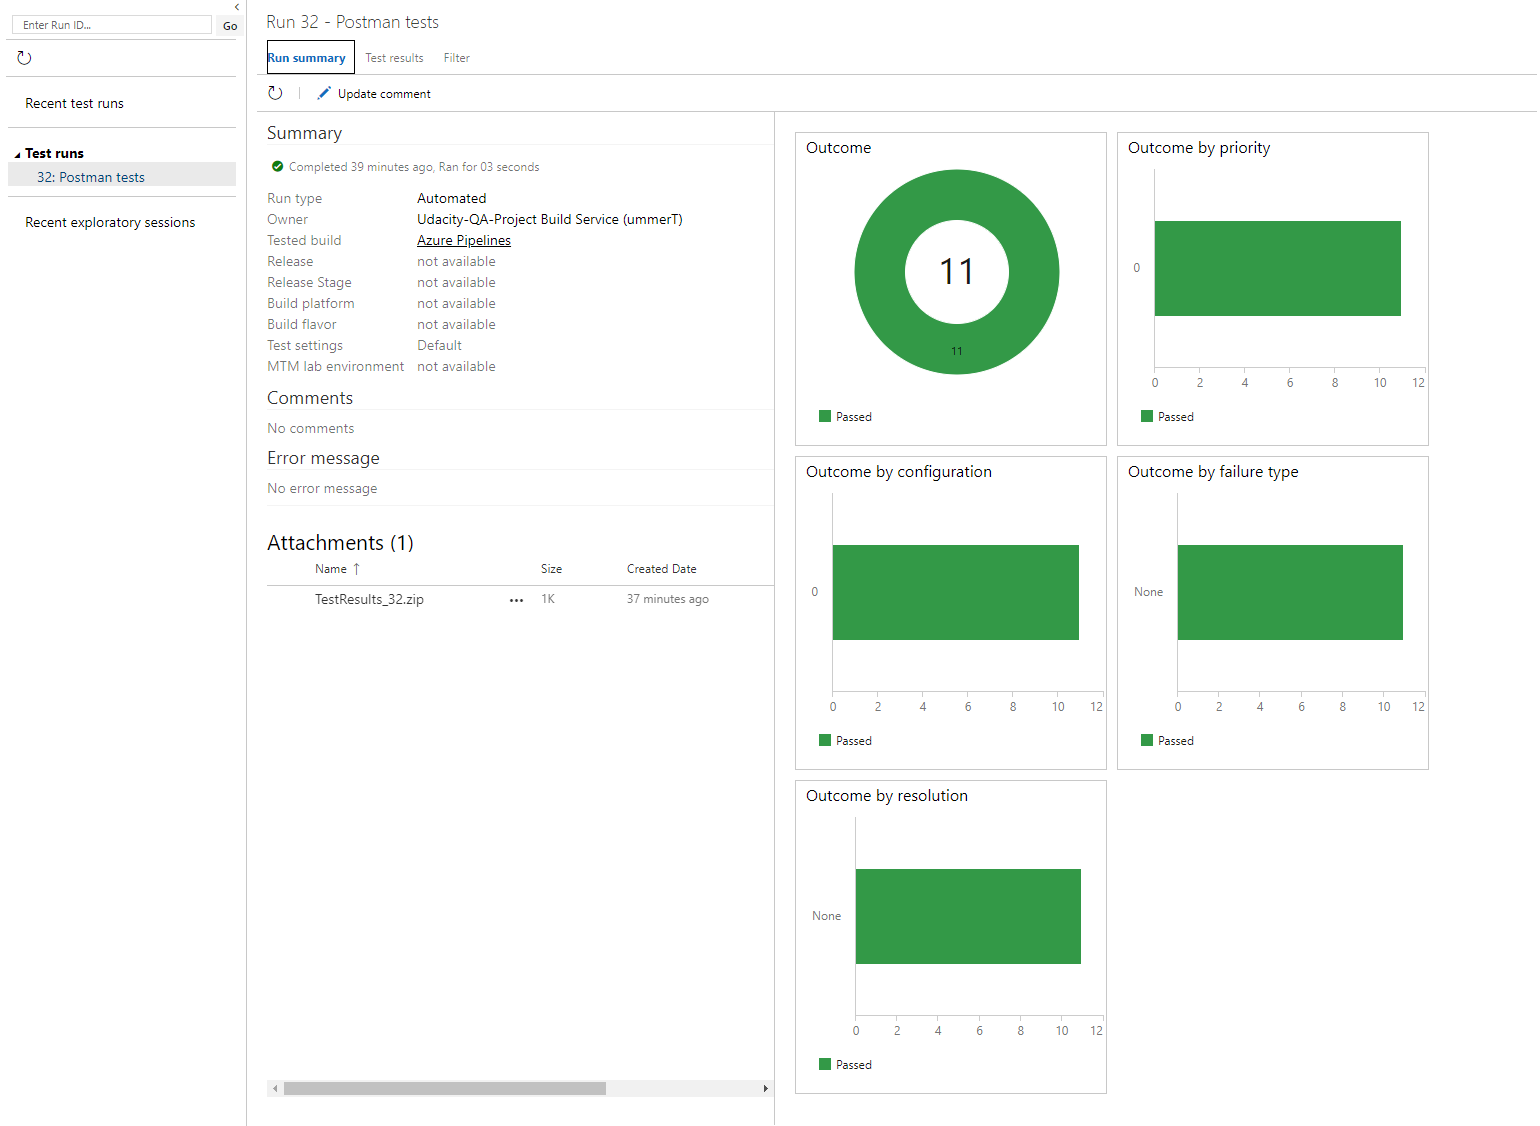 Enter Run ID...
Go
Recent test runs
Test runs
32: Postman tests
Recent exploratory sessions
Run 32 - Postman tests
Run summary Test results Filter
Update comment
Summary
Completed 39 minutes ago, Ran for 03 seconds
Run type Automated
Owner Udacity-QA-Project Build Service (ummerT)
Tested build Azure Pipelines
Release not available
Release Stage not available
Build platform not available
Build flavor not available
Test settings Default
MTM lab environment not available
Comments
No comments
Error message
No error message
Attachments (1)
Name ↑ Size Created Date
TestResults_32.zip ... 1K 37 minutes ago
Outcome
11
11
Passed
Outcome by priority
0
0 2 4 6 8 10 12
Passed
Outcome by configuration
0
0 2 4 6 8 10 12
Passed
Outcome by failure type
None
0 2 4 6 8 10 12
Passed
Outcome by resolution
None
0 2 4 6 8 10 12
Passed